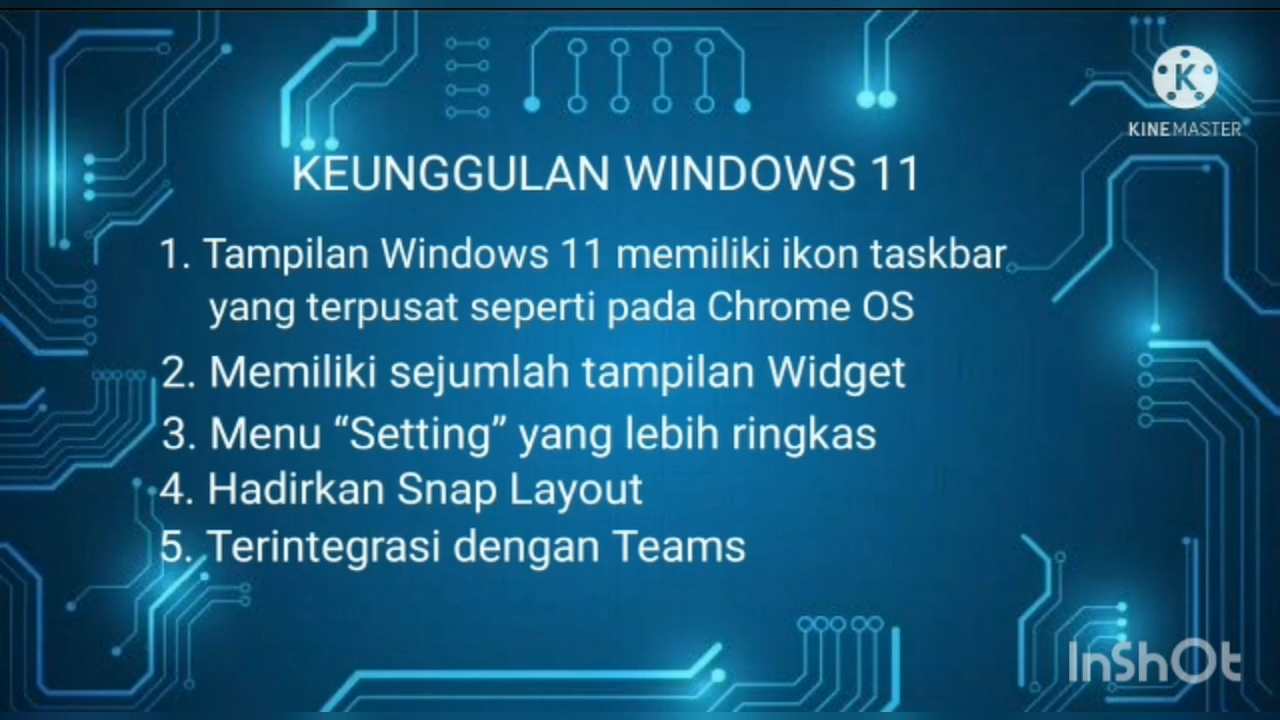 KINEMASTER
KEUNGGULAN WINDOWS 11
1. Tampilan Windows 11 memiliki ikon taskbar
yang terpusat seperti pada Chrome OS
2. Memiliki sejumlah tampilan Widget
3. Menu “Setting” yang lebih ringkas
4. Hadirkan Snap Layout
5. Terintegrasi dengan Teams
InShOt